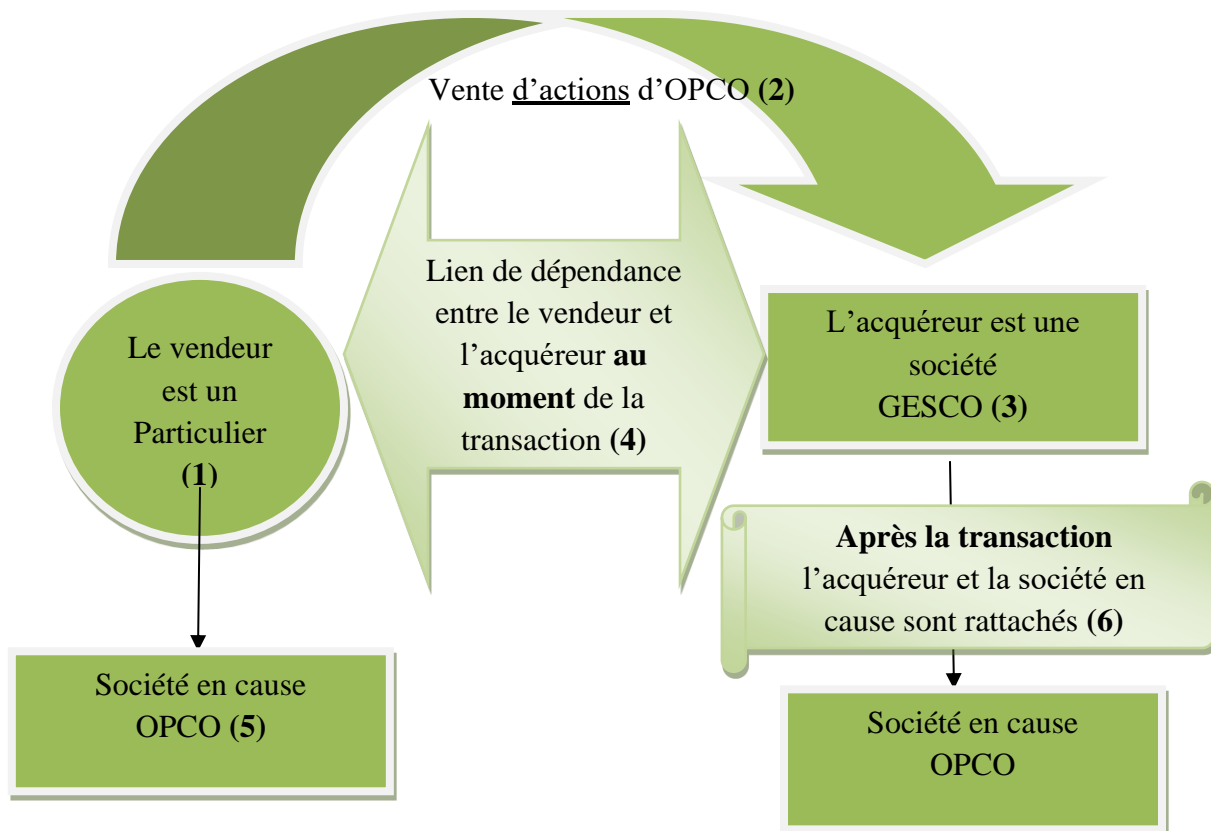 Vente d'actions d'OPCO (2)
Le vendeur
est un
Particulier
(1)
Lien de dépendance
entre le vendeur et
l'acquéreur au
moment de la
transaction (4)
L'acquéreur est une
société
GESCO (3)
Après la transaction
l'acquéreur et la société en
cause sont rattachés (6)
Société en cause
OPCO (5)
Société en cause
OPCO